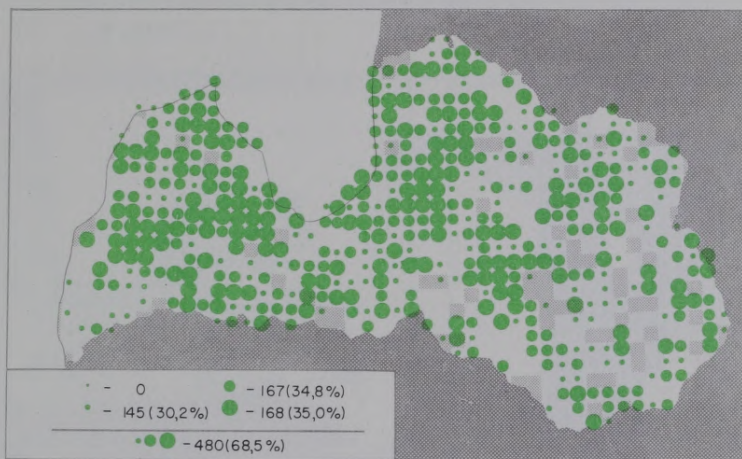 - 0 - 167(34,8%)
- 145(30,2%) - 168(35,0%)
- 480(68,5%)